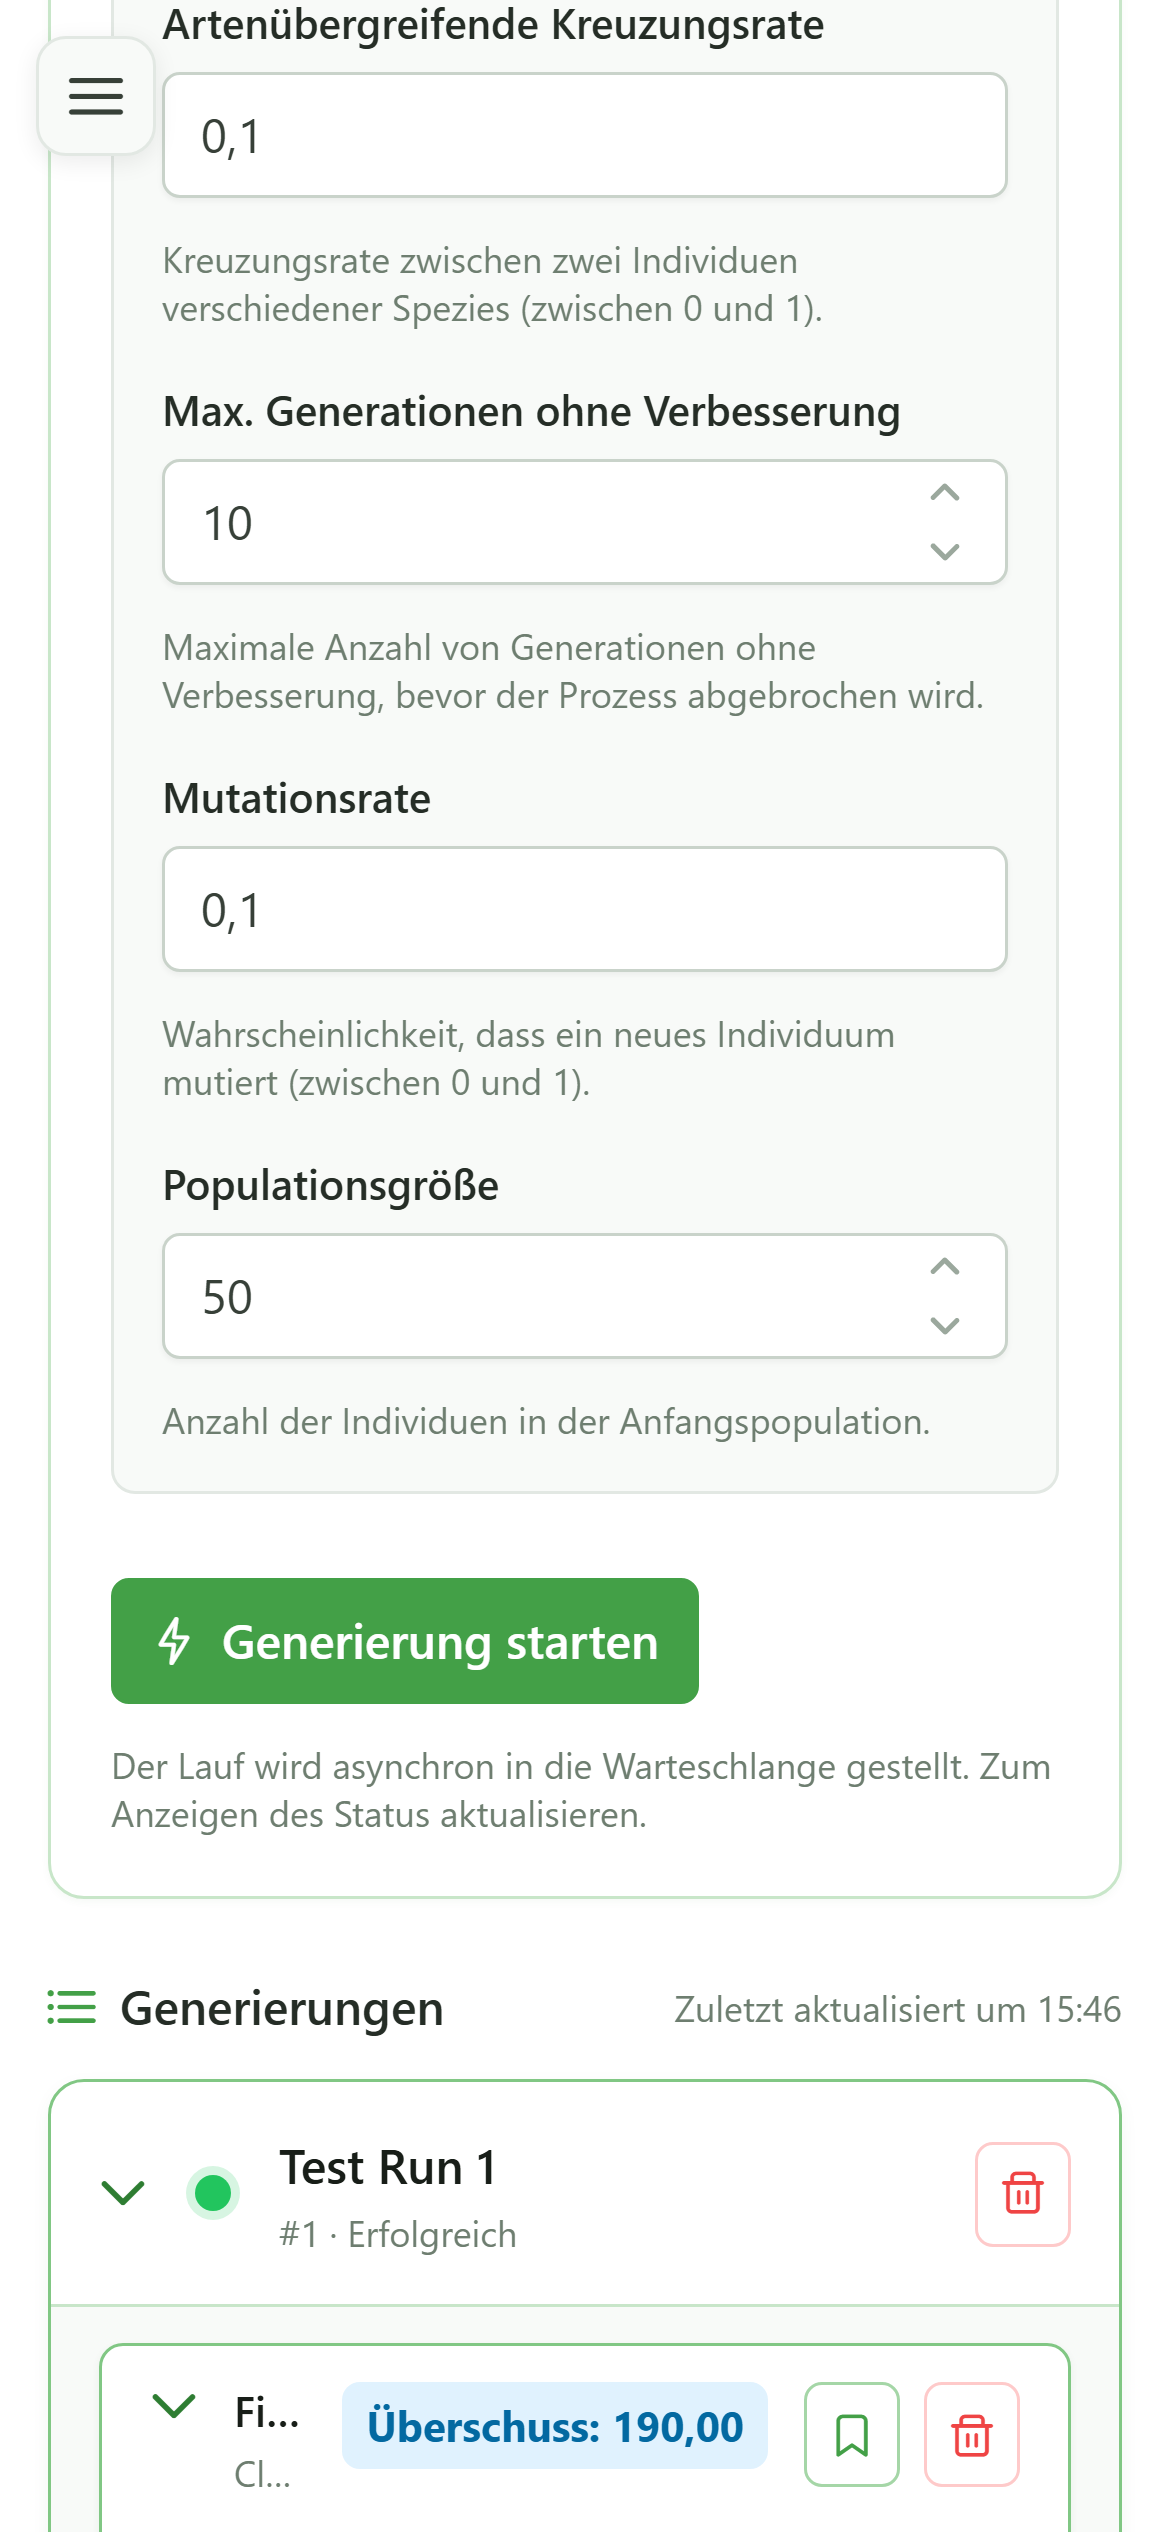 Artenübergreifende Kreuzungsrate
0,1
Kreuzungsrate zwischen zwei Individuen
verschiedener Spezies (zwischen 0 und 1).
Max. Generationen ohne Verbesserung
10
Maximale Anzahl von Generationen ohne
Verbesserung, bevor der Prozess abgebrochen wird.
Mutationsrate
0,1
Wahrscheinlichkeit, dass ein neues Individuum
mutiert (zwischen 0 und 1).
Populationsgröße
50
Anzahl der Individuen in der Anfangspopulation.
Generierung starten
Der Lauf wird asynchron in die Warteschlange gestellt. Zum
Anzeigen des Status aktualisieren.
Generierungen
Zuletzt aktualisiert um 15:46
Test Run 1
#1 · Erfolgreich
Fi...
Überschuss: 190,00
Cl...